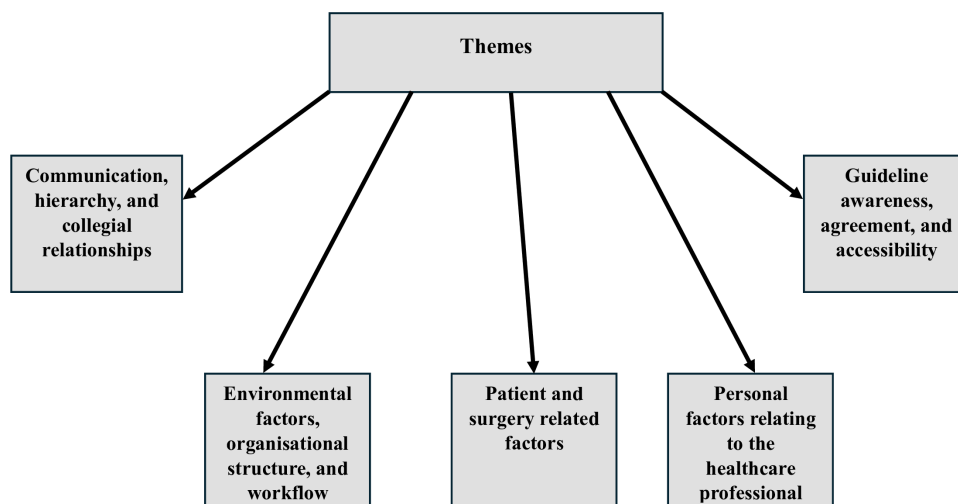 Themes
Communication,
hierarchy, and
collegial
relationships
Guideline
awareness,
agreement, and
accessibility
Environmental
factors,
organisational
structure, and
workflow
Patient and
surgery related
factors
Personal
factors relating
to the
healthcare
professional